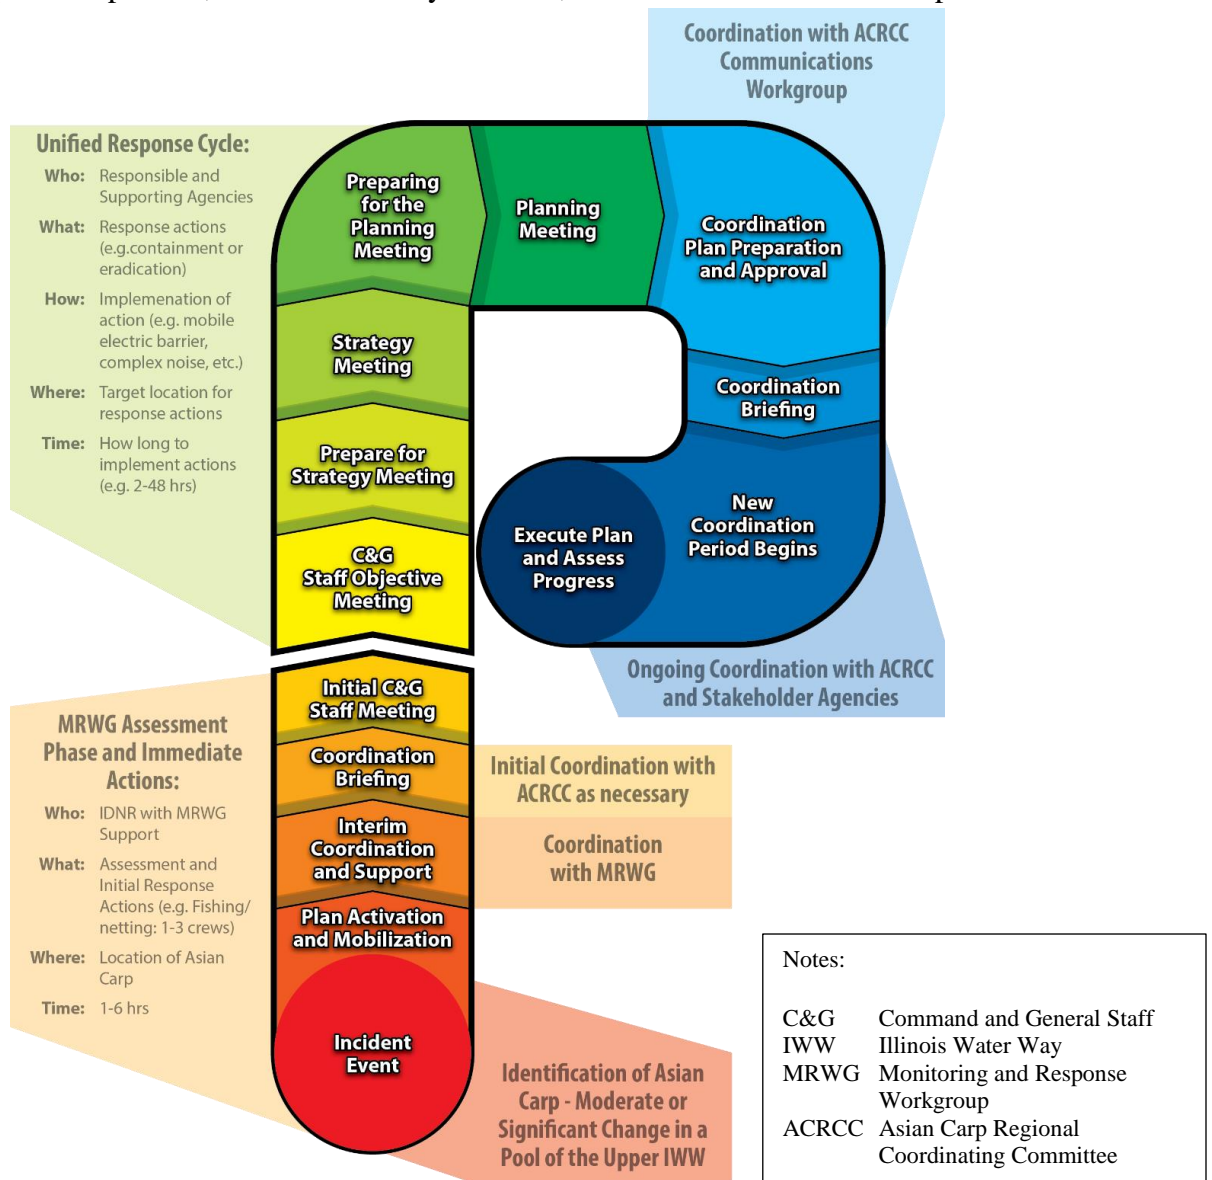 Coordination with ACRCC
Communications
Workgroup
Unified Response Cycle:
Who: Responsible and
Supporting Agencies
What: Response actions
(e.g.containment or
eradication)
How: Implemenation of
action (e.g. mobile
electric barrier,
complex noise, etc.)
Where: Target location for
response actions
Time: How long to
implement actions
(e.g. 2-48 hrs)
Preparing
for the
Planning
Meeting
Planning
Meeting
Coordination
Plan Preparation
and Approval
Strategy
Meeting
Coordination
Briefing
Prepare for
Strategy Meeting
New
Coordination
Period Begins
Execute Plan
and Assess
Progress
C&G
Staff Objective
Meeting
Ongoing Coordination with ACRCC
and Stakeholder Agencies
Initial C&G
Staff Meeting
MRWG Assessment
Phase and Immediate
Actions:
Who: IDNR with MRWG
Support
What: Assessment and
Initial Response
Actions (e.g. Fishing/
netting: 1-3 crews)
Where: Location of Asian
Carp
Time: 1-6 hrs
Coordination
Briefing
Initial Coordination with
ACRCC as necessary
Interim
Coordination
and Support
Coordination
with MRWG
Plan Activation
and Mobilization
Incident
Event
Identification of Asian
Carp - Moderate or
Significant Change in a
Pool of the Upper IWW
Notes:
C&G Command and General Staff
IWW Illinois Water Way
MRWG Monitoring and Response
Workgroup
ACRCC Asian Carp Regional
Coordinating Committee